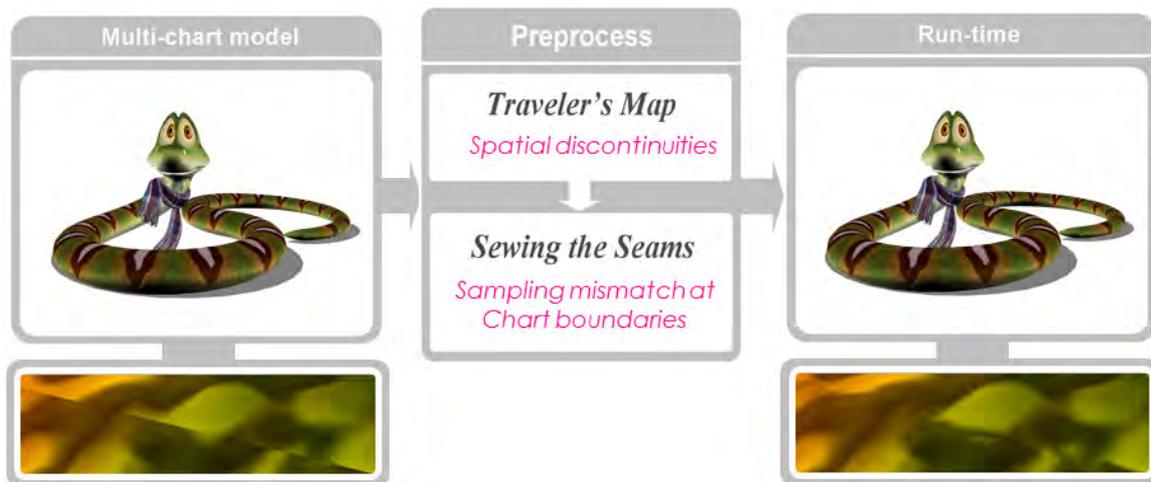 Multi-chart model
Preprocess
Traveler's Map
Spatial discontinuities
Sewing the Seams
Sampling mismatch at
Chart boundaries
Run-time